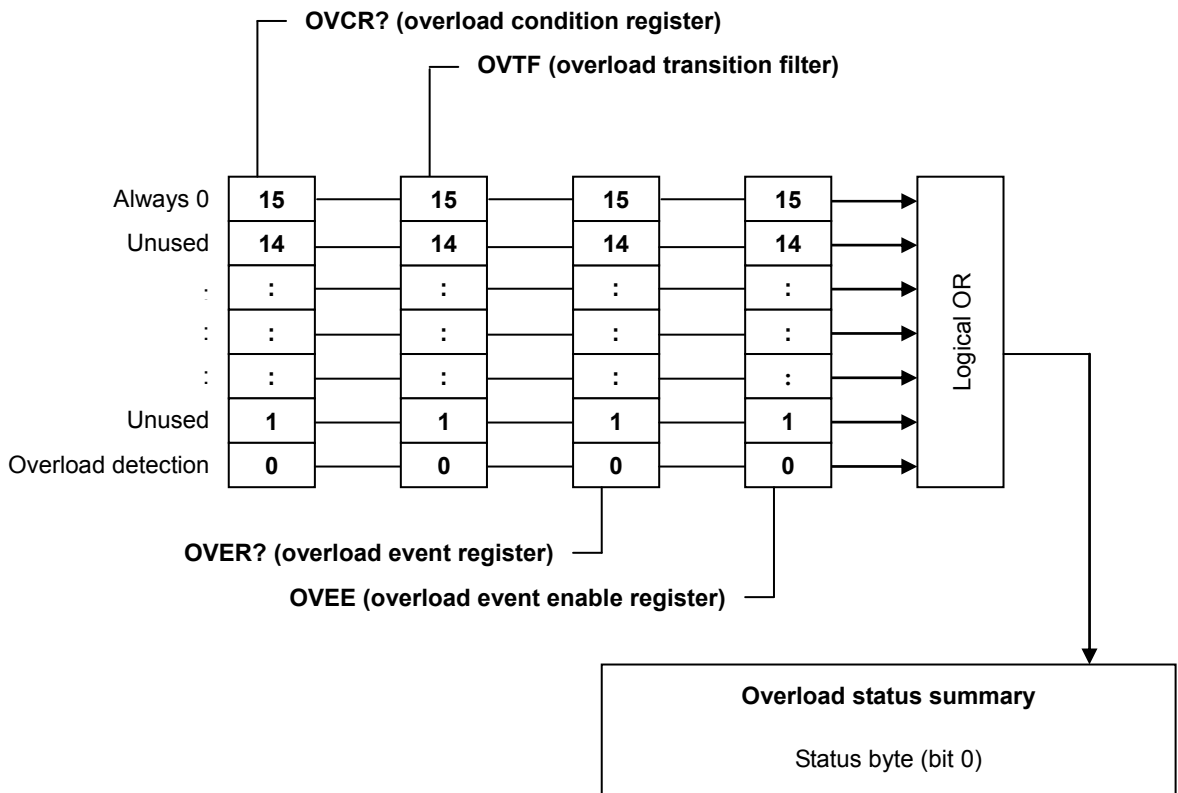 OVCR? (overload condition register)
OVTF (overload transition filter)
Always 0 15 15 15 15
Unused 14 14 14 14
: : : : :
: : : : :
: : : : :
Unused 1 1 1 1
Overload detection 0 0 0 0
Logical OR
OVER? (overload event register)
OVEE (overload event enable register)
Overload status summary
Status byte (bit 0)